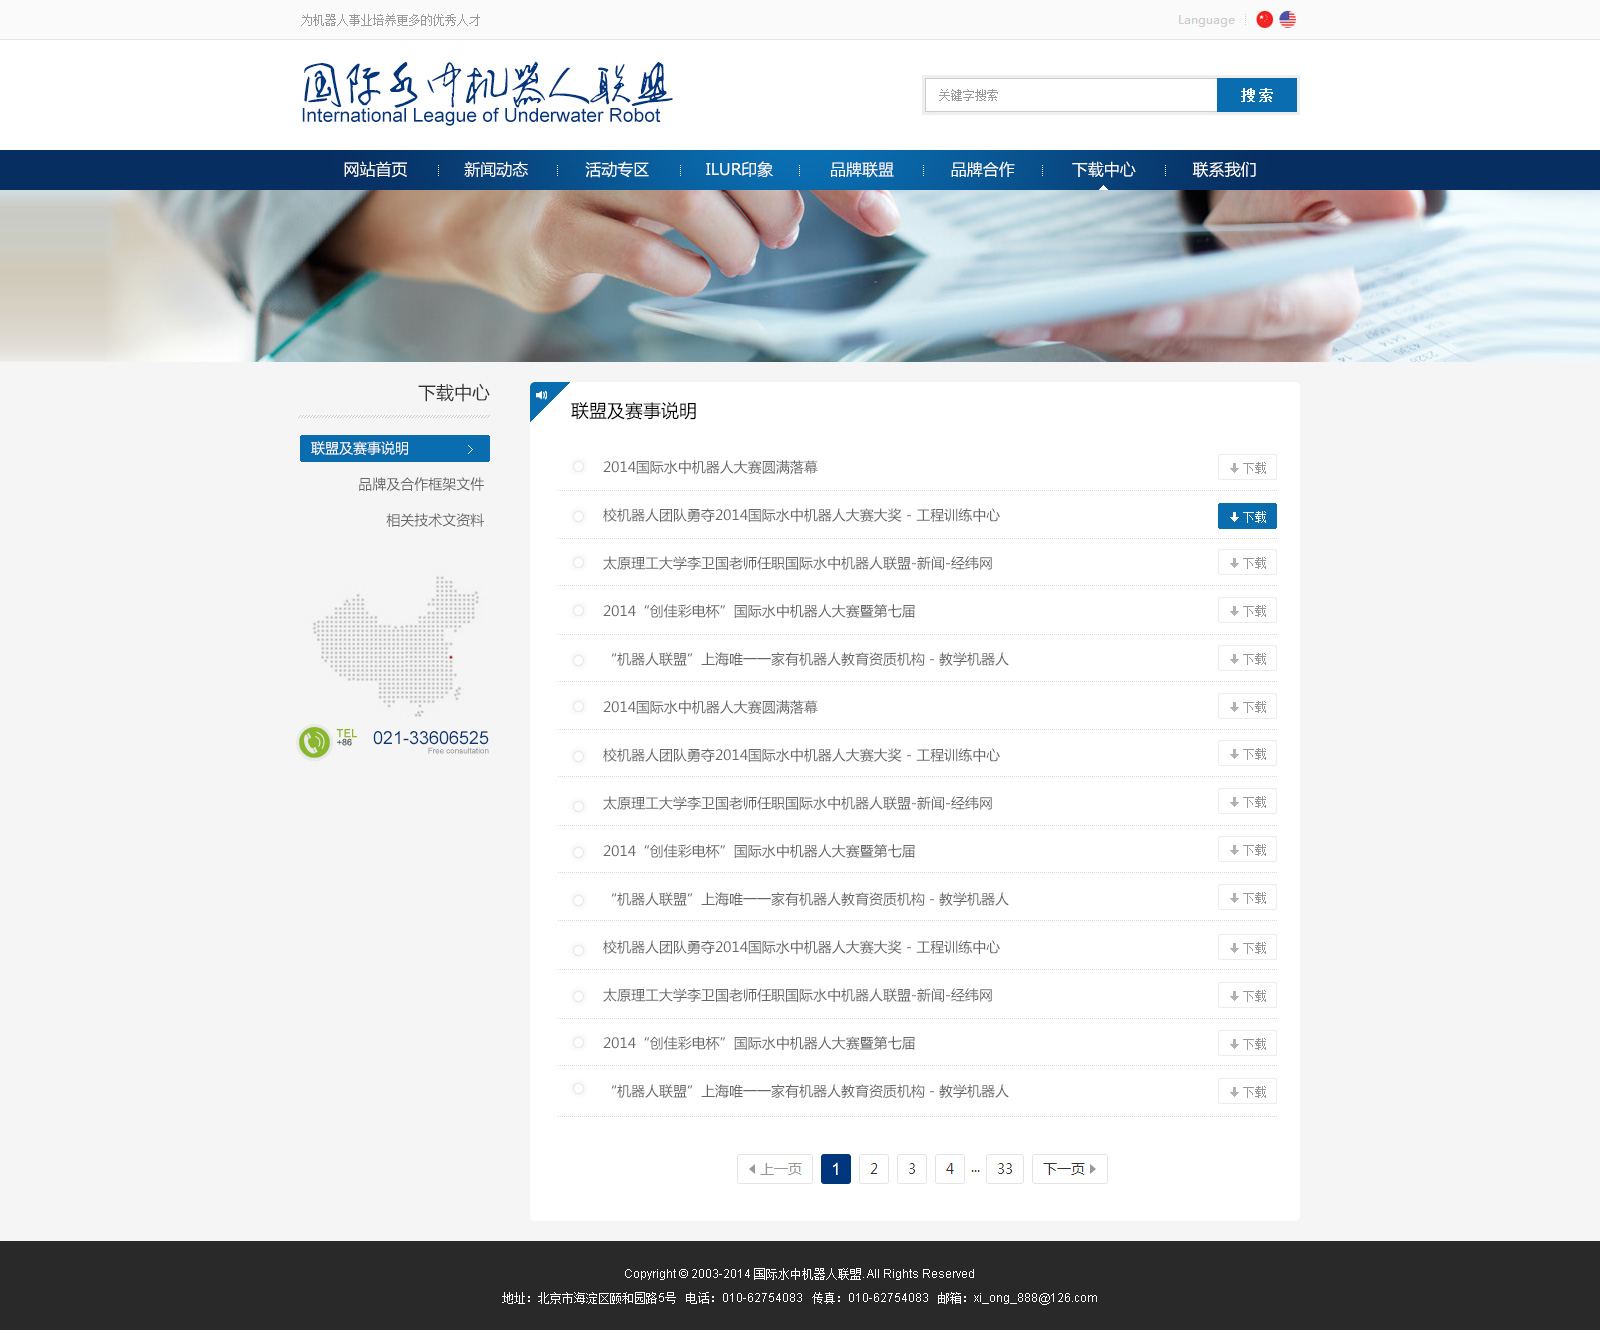 为机器人事业培养更多的优秀人才
Language
国际水中机器人联盟
International League of Underwater Robot
关键字搜索
搜索
网站首页 新闻动态 活动专区 ILUR印象 品牌联盟 品牌合作 下载中心 联系我们
下载中心
联盟及赛事说明
品牌及合作框架文件
相关技术文资料
TEL
+86
021-33606525
Free consultation
联盟及赛事说明
2014国际水中机器人大赛圆满落幕 下载
校机器人团队勇夺2014国际水中机器人大赛大奖 - 工程训练中心 下载
太原理工大学李卫国老师任职国际水中机器人联盟-新闻-经纬网 下载
2014“创佳彩电杯”国际水中机器人大赛暨第七届 下载
“机器人联盟”上海唯一一家有机器人教育资质机构 - 教学机器人 下载
2014国际水中机器人大赛圆满落幕 下载
校机器人团队勇夺2014国际水中机器人大赛大奖 - 工程训练中心 下载
太原理工大学李卫国老师任职国际水中机器人联盟-新闻-经纬网 下载
2014“创佳彩电杯”国际水中机器人大赛暨第七届 下载
“机器人联盟”上海唯一一家有机器人教育资质机构 - 教学机器人 下载
校机器人团队勇夺2014国际水中机器人大赛大奖 - 工程训练中心 下载
太原理工大学李卫国老师任职国际水中机器人联盟-新闻-经纬网 下载
2014“创佳彩电杯”国际水中机器人大赛暨第七届 下载
“机器人联盟”上海唯一一家有机器人教育资质机构 - 教学机器人 下载
上一页 1 2 3 4 ... 33 下一页
Copyright © 2003-2014 国际水中机器人联盟. All Rights Reserved
地址：北京市海淀区颐和园路5号 电话：010-62754083 传真：010-62754083 邮箱：xi_ong_888@126.com